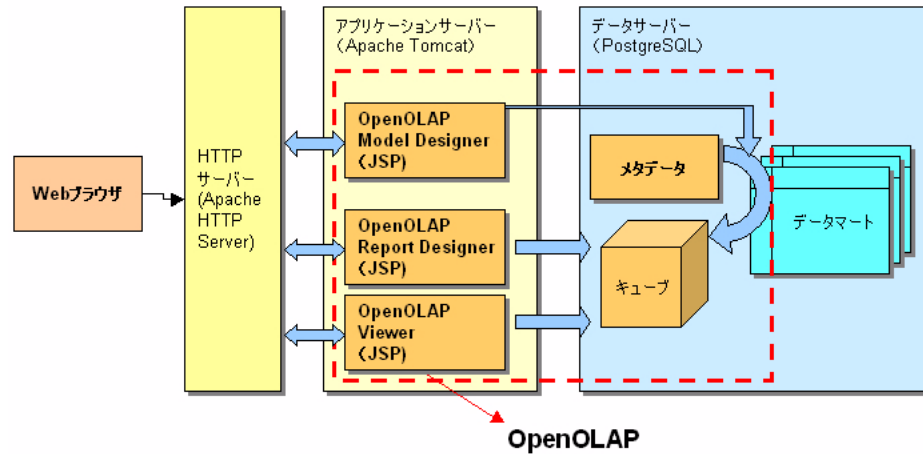 アプリケーションサーバー
（Apache Tomcat）
データサーバー
（PostgreSQL）
Webブラウザ
HTTP
サーバー
(Apache
HTTP
Server)
OpenOLAP
Model Designer
（JSP）
OpenOLAP
Report Designer
（JSP）
OpenOLAP
Viewer
（JSP）
メタデータ
キューブ
データマート
OpenOLAP